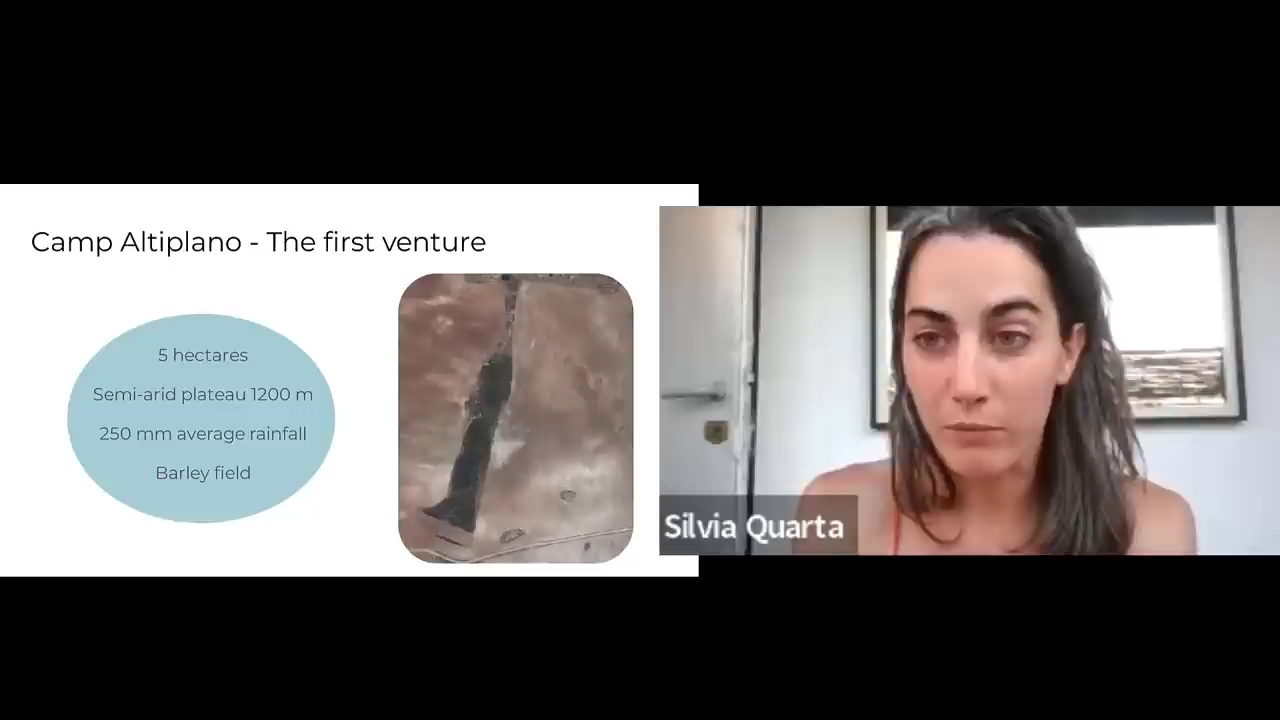 Camp Altiplano - The first venture
5 hectares
Semi-arid plateau 1200 m
250 mm average rainfall
Barley field
Silvia Quarta